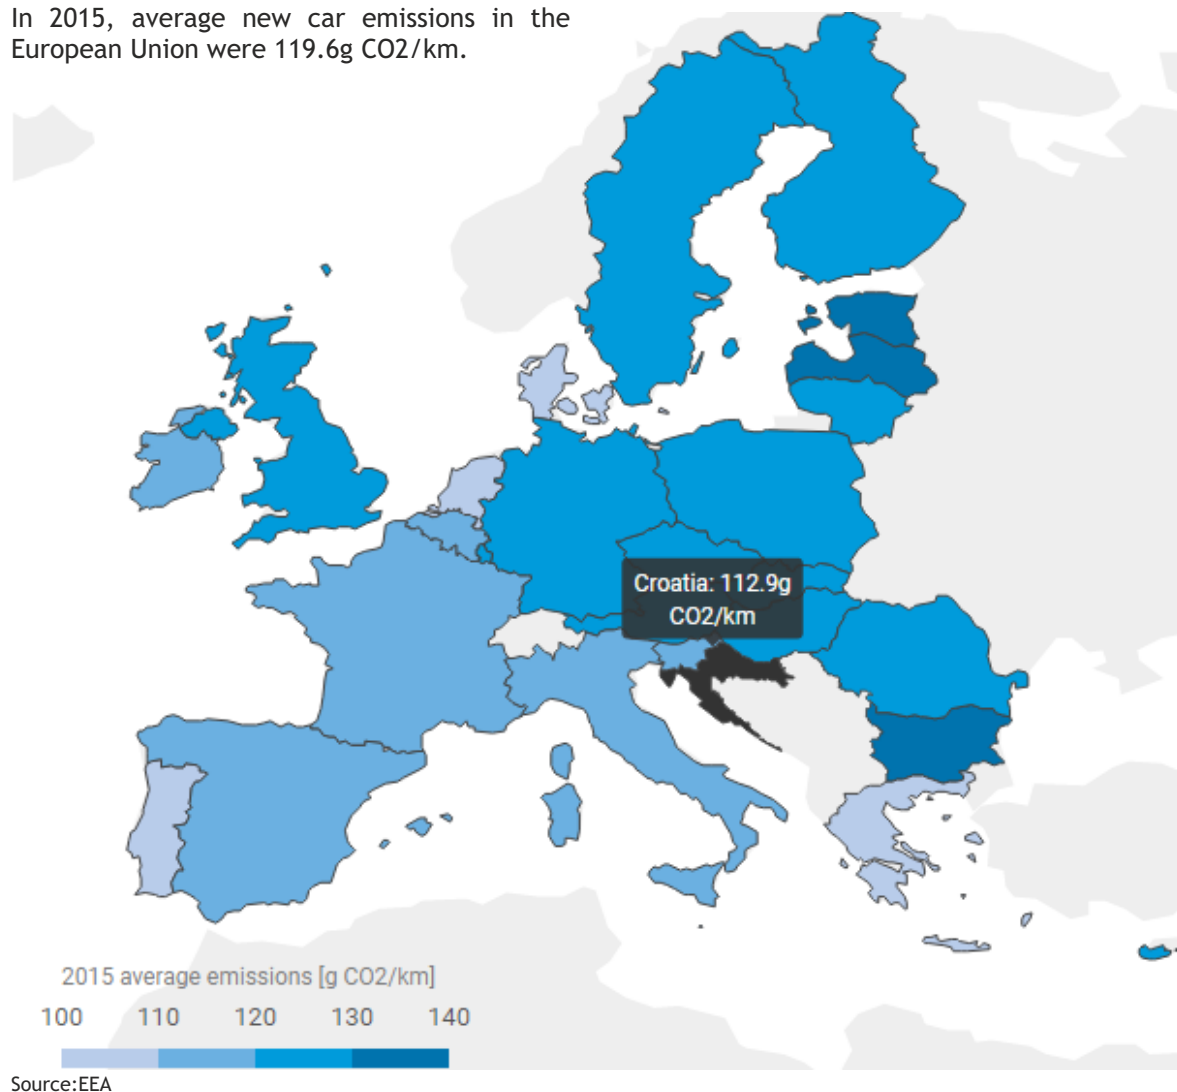 In 2015, average new car emissions in the
European Union were 119.6g CO2/km.
Croatia: 112.9g
CO2/km
2015 average emissions [g CO2/km]
100 110 120 130 140
Source:EEA